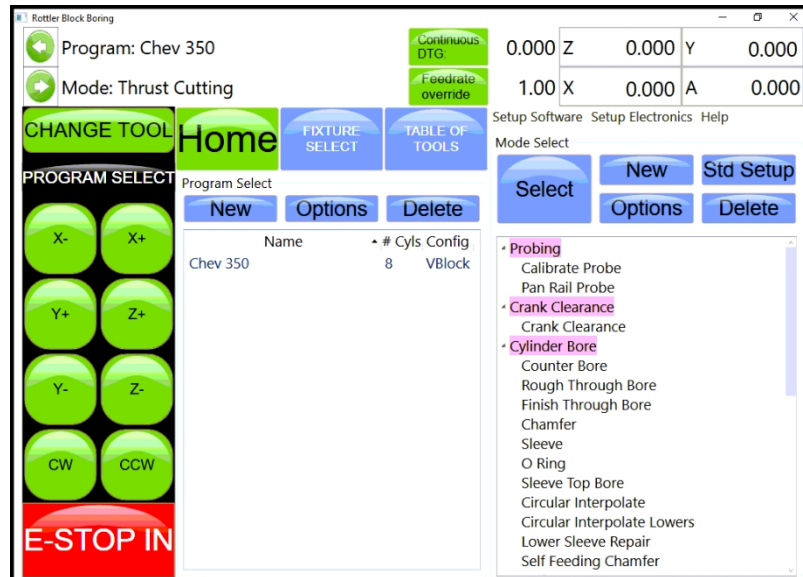 Rottler Block Boring
Program: Chev 350
Continuous DTG:
0.000 Z 0.000 Y 0.000
Mode: Thrust Cutting
Feedrate override
1.00 X 0.000 A 0.000
CHANGE TOOL
Home
FIXTURE SELECT
TABLE OF TOOLS
Setup Software Setup Electronics Help
Mode Select
PROGRAM SELECT
Program Select
Select
New
Std Setup
Options
Delete
New
Options
Delete
Name # Cyls Config
Chev 350 8 VBlock
X-
X+
Y+
Z+
Y-
Z-
CW
CCW
E-STOP IN
Probing
Calibrate Probe
Pan Rail Probe
Crank Clearance
Crank Clearance
Cylinder Bore
Counter Bore
Rough Through Bore
Finish Through Bore
Chamfer
Sleeve
O Ring
Sleeve Top Bore
Circular Interpolate
Circular Interpolate Lowers
Lower Sleeve Repair
Self Feeding Chamfer